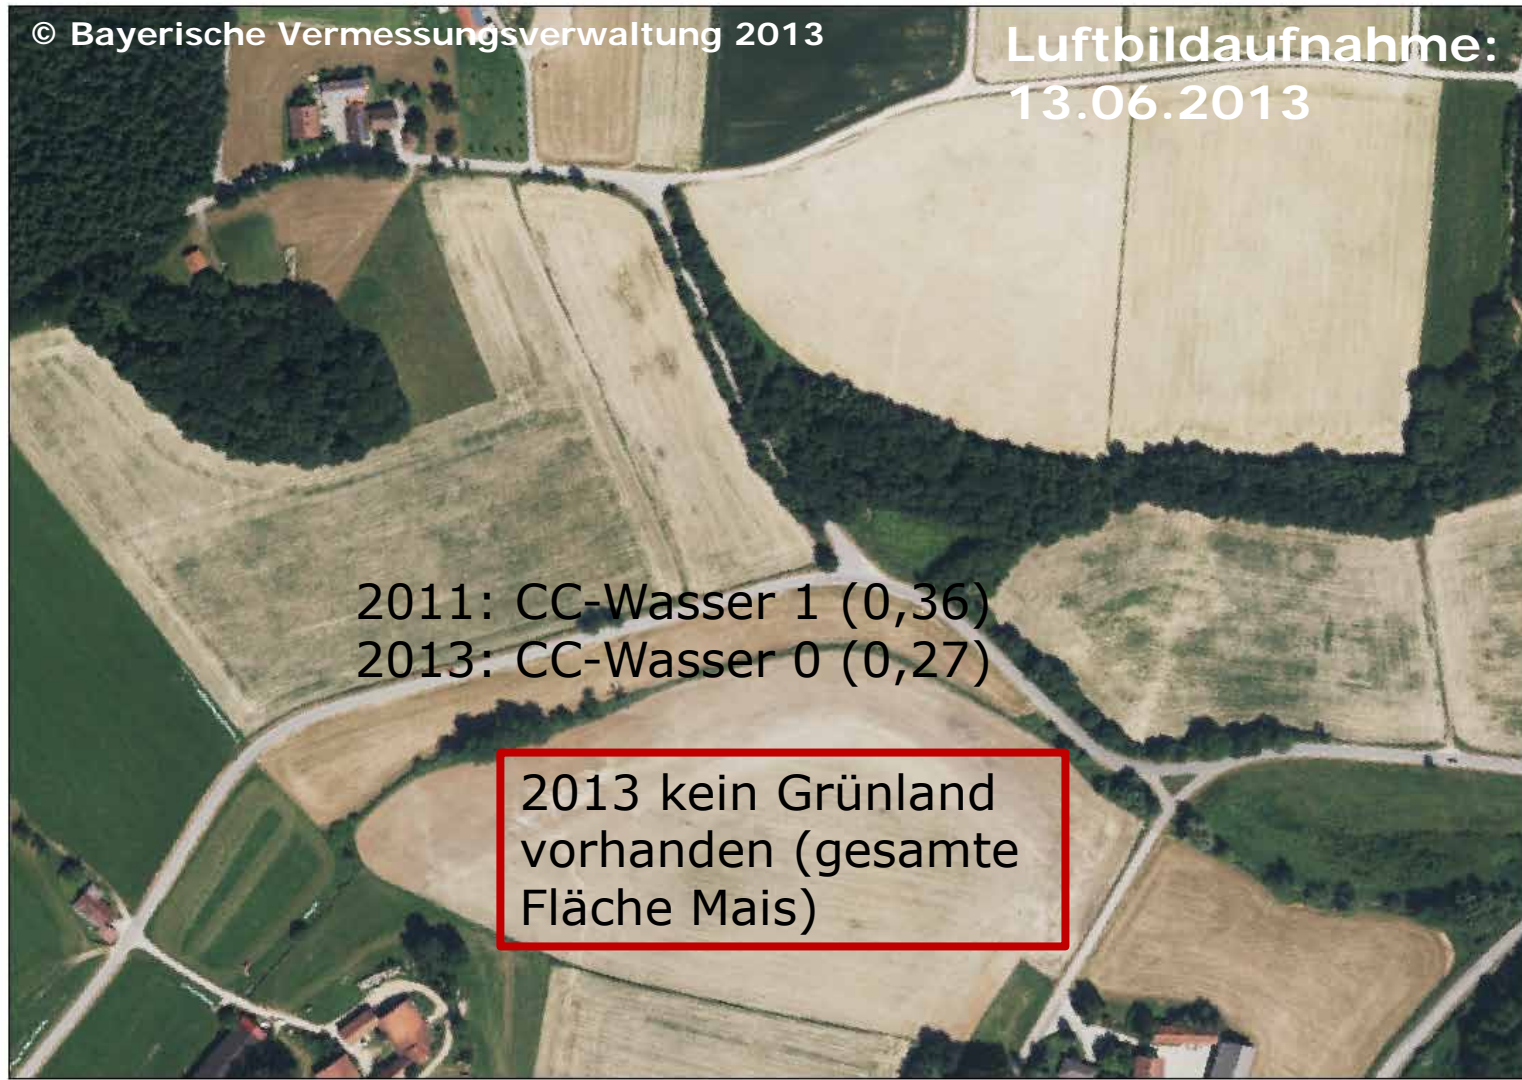 © Bayerische Vermessungsverwaltung 2013
Luftbildaufnahme:
13.06.2013
2011: CC-Wasser 1 (0,36)
2013: CC-Wasser 0 (0,27)
2013 kein Grünland
vorhanden (gesamte
Fläche Mais)